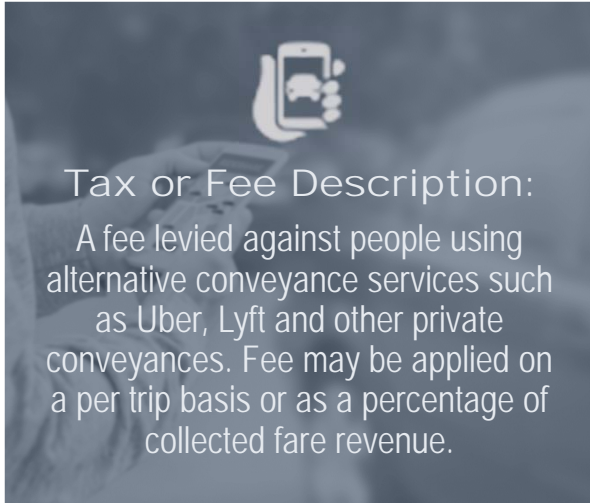 Tax or Fee Description:
A fee levied against people using
alternative conveyance services such
as Uber, Lyft and other private
conveyances. Fee may be applied on
a per trip basis or as a percentage of
collected fare revenue.